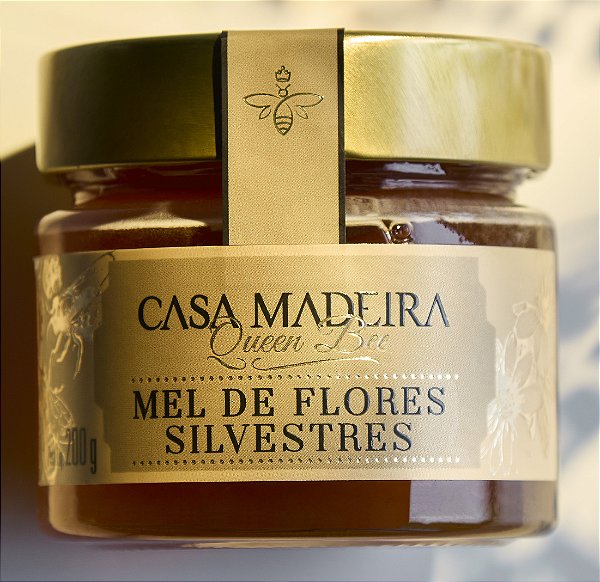 CASA MADEIRA
Queen Bee
MEL DE FLORES
SILVESTRES
200 g